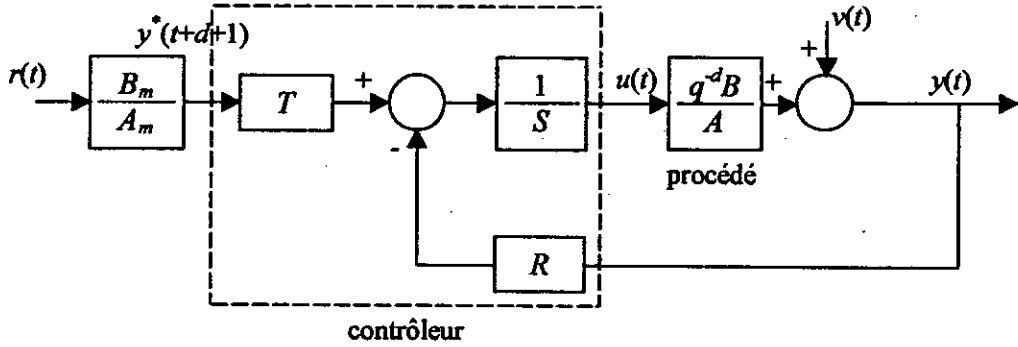 y*(t+d+1)
v(t)
r(t)
B_m
A_m
T
+
-
1
S
u(t)
q^-d B
A
+
+
y(t)
procédé
R
contrôleur